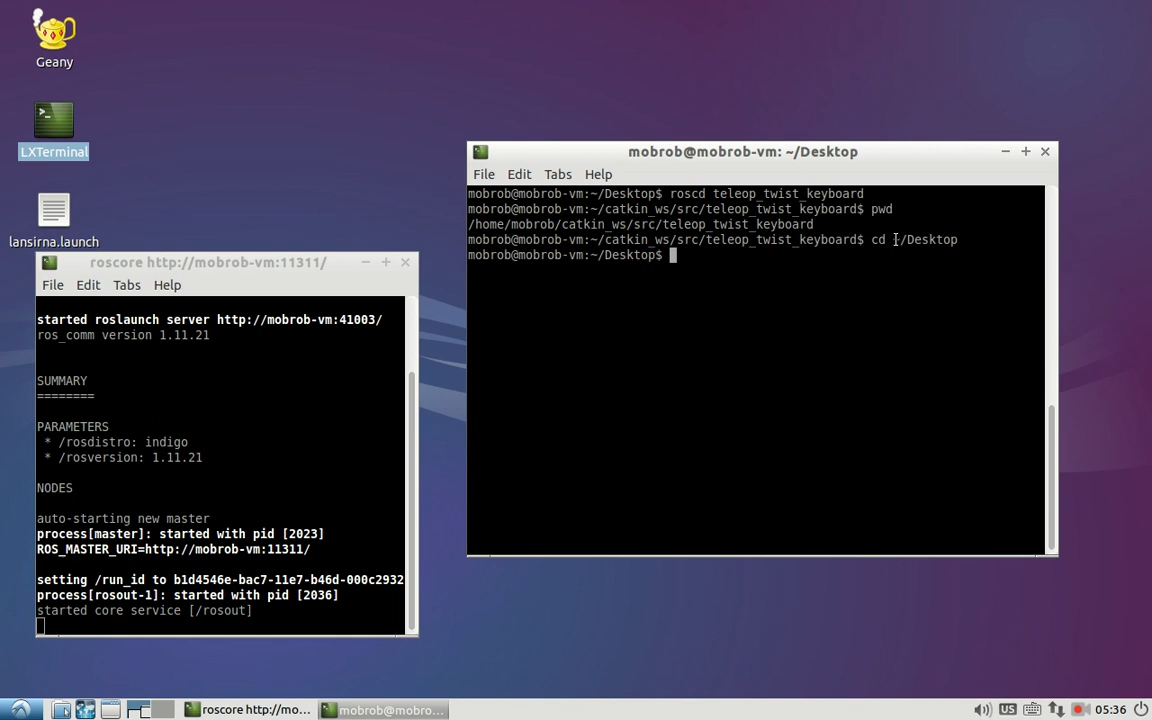 Geany
LXTerminal
lansirna.launch
mobrob@mobrob-vm: ~/Desktop
File Edit Tabs Help
mobrob@mobrob-vm:~/Desktop$ roscd teleop_twist_keyboard
mobrob@mobrob-vm:~/catkin_ws/src/teleop_twist_keyboard$ pwd
/home/mobrob/catkin_ws/src/teleop_twist_keyboard
mobrob@mobrob-vm:~/catkin_ws/src/teleop_twist_keyboard$ cd ~/Desktop
mobrob@mobrob-vm:~/Desktop$
roscore http://mobrob-vm:11311/
File Edit Tabs Help
started roslaunch server http://mobrob-vm:41003/
ros_comm version 1.11.21
SUMMARY
========
PARAMETERS
* /rosdistro: indigo
* /rosversion: 1.11.21
NODES
auto-starting new master
process[master]: started with pid [2023]
ROS_MASTER_URI=http://mobrob-vm:11311/
setting /run_id to b1d4546e-bac7-11e7-b46d-000c2932
process[rosout-1]: started with pid [2036]
started core service [/rosout]
roscore http://mo...
mobrob@mobro...
US
05:36